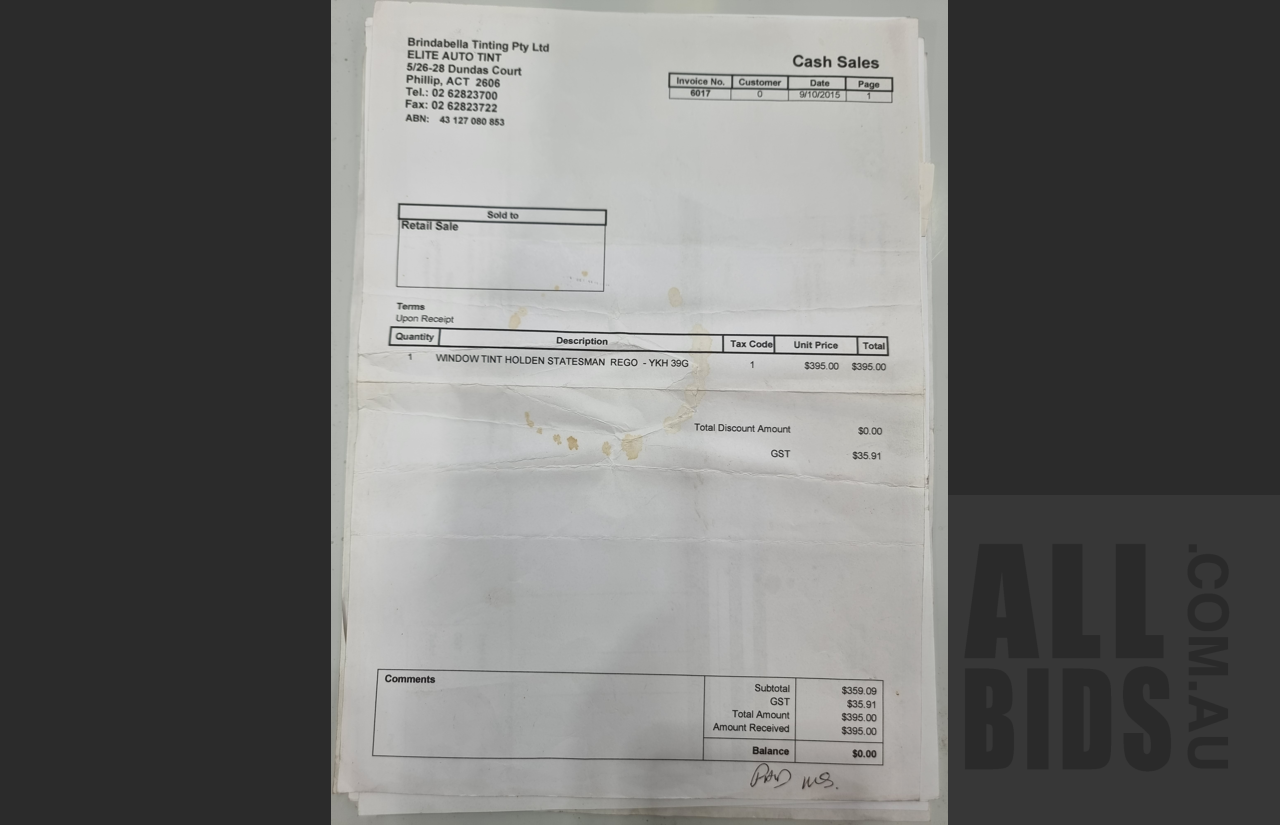 Brindabella Tinting Pty Ltd
ELITE AUTO TINT
5/26-28 Dundas Court
Phillip, ACT 2606
Tel.: 02 62823700
Fax: 02 62823722
ABN: 43 127 080 853
Cash Sales
Invoice No. Customer Date Page
6017 0 9/10/2015 1
Sold to
Retail Sale
Terms
Upon Receipt
Quantity Description Tax Code Unit Price Total
1 WINDOW TINT HOLDEN STATESMAN REGO - YKH 39G 1 $395.00 $395.00
Total Discount Amount $0.00
GST $35.91
Comments
Subtotal $359.09
GST $35.91
Total Amount $395.00
Amount Received $395.00
Balance $0.00
PAID
ALL
BIDS
.COM.AU